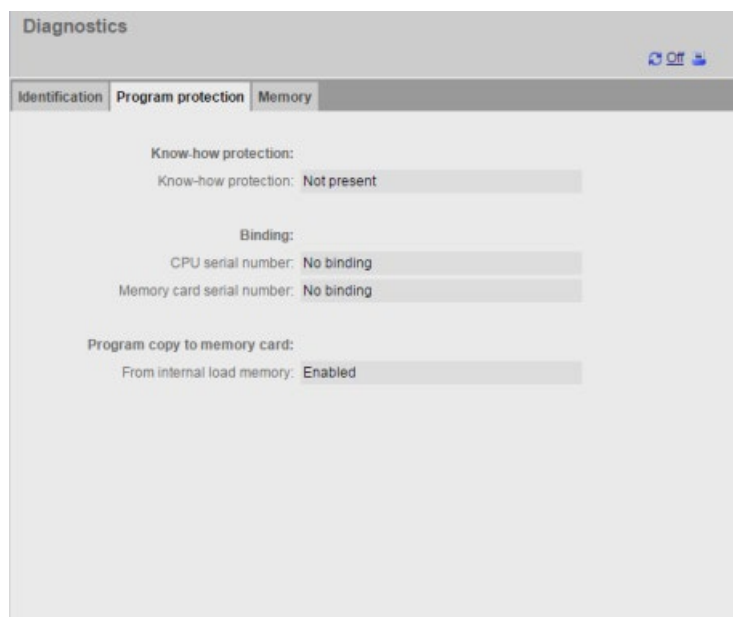 Diagnostics
Off
Identification Program protection Memory
Know-how protection:
Know-how protection: Not present
Binding:
CPU serial number: No binding
Memory card serial number: No binding
Program copy to memory card:
From internal load memory: Enabled